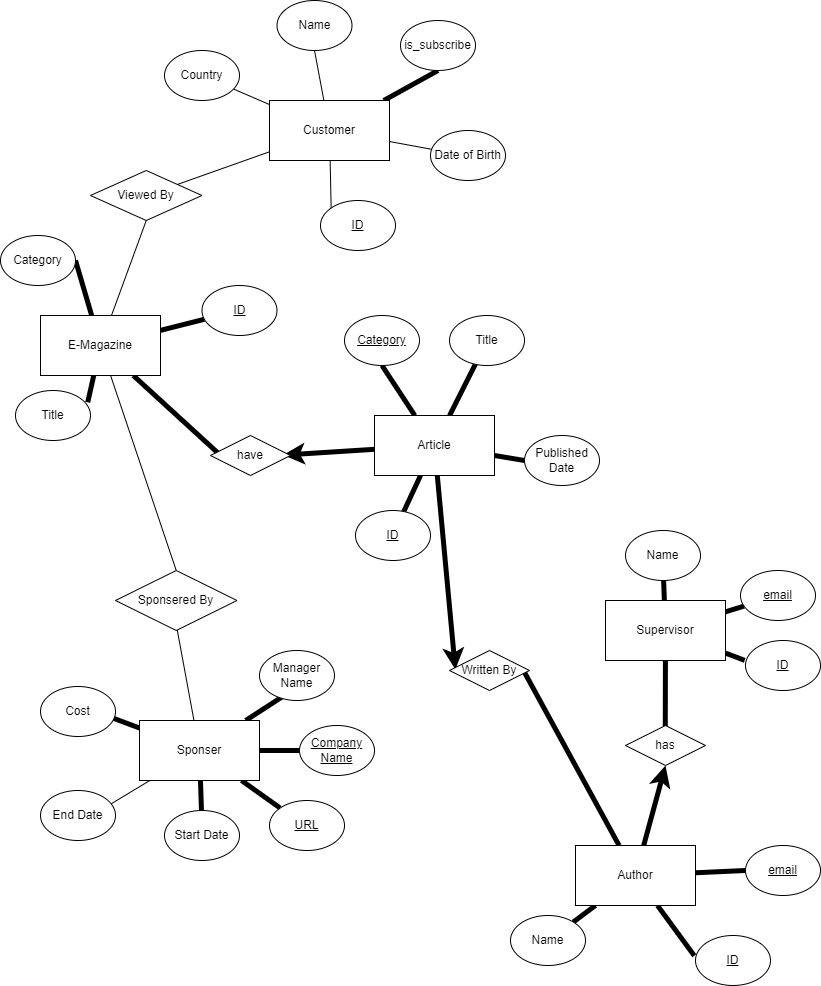 Name
is_subscribe
Country
Customer
Date of Birth
Viewed By
ID
Category
ID
E-Magazine
Category
Title
Title
Article
have
Published
Date
ID
Name
email
Sponsered By
Supervisor
ID
Written By
Manager
Name
Cost
has
Company
Name
Sponser
End Date
Start Date
URL
Author
email
Name
ID